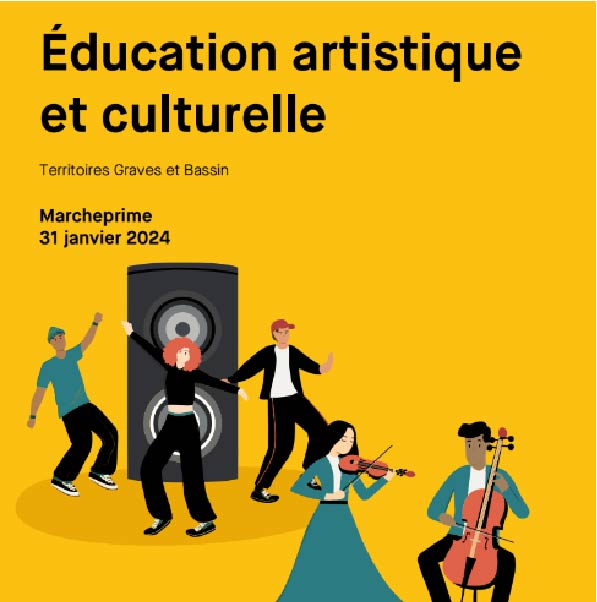 Éducation artistique
et culturelle
Territoires Graves et Bassin
Marcheprime
31 janvier 2024